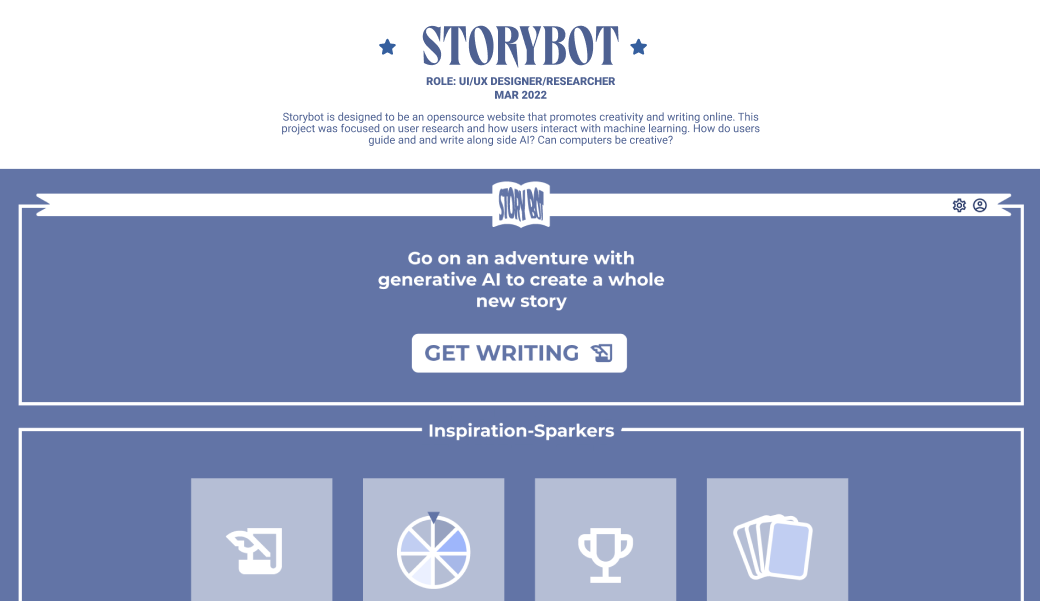 STORYBOT
ROLE: UI/UX DESIGNER/RESEARCHER
MAR 2022
Storybot is designed to be an opensource website that promotes creativity and writing online. This
project was focused on user research and how users interact with machine learning. How do users
guide and and write along side AI? Can computers be creative?
STORY BOT
Go on an adventure with
generative AI to create a whole
new story
GET WRITING
Inspiration-Sparkers